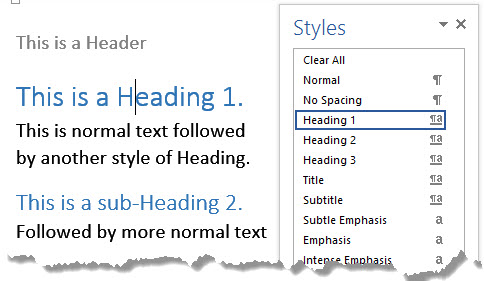 This is a Header
This is a Heading 1.
This is normal text followed
by another style of Heading.
This is a sub-Heading 2.
Followed by more normal text
Styles
Clear All
Normal ¶
No Spacing ¶
Heading 1 ¶a
Heading 2 ¶a
Heading 3 ¶a
Title ¶a
Subtitle ¶a
Subtle Emphasis a
Emphasis a
Intense Emphasis a